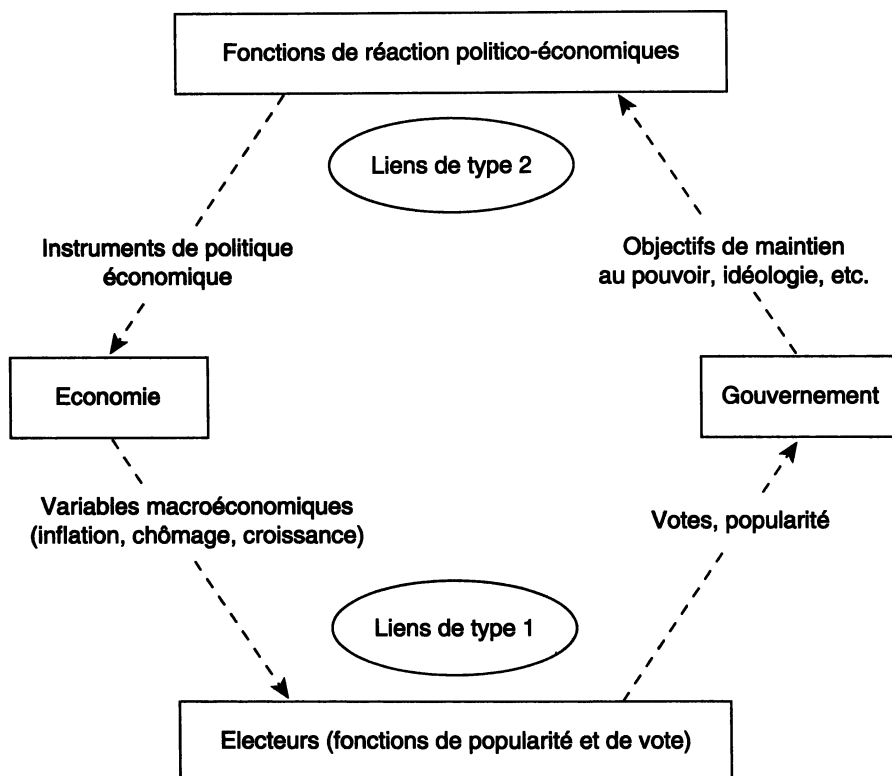 Fonctions de réaction politico-économiques
Liens de type 2
Instruments de politique
économique
Objectifs de maintien
au pouvoir, idéologie, etc.
Economie
Gouvernement
Variables macroéconomiques
(inflation, chômage, croissance)
Votes, popularité
Liens de type 1
Electeurs (fonctions de popularité et de vote)